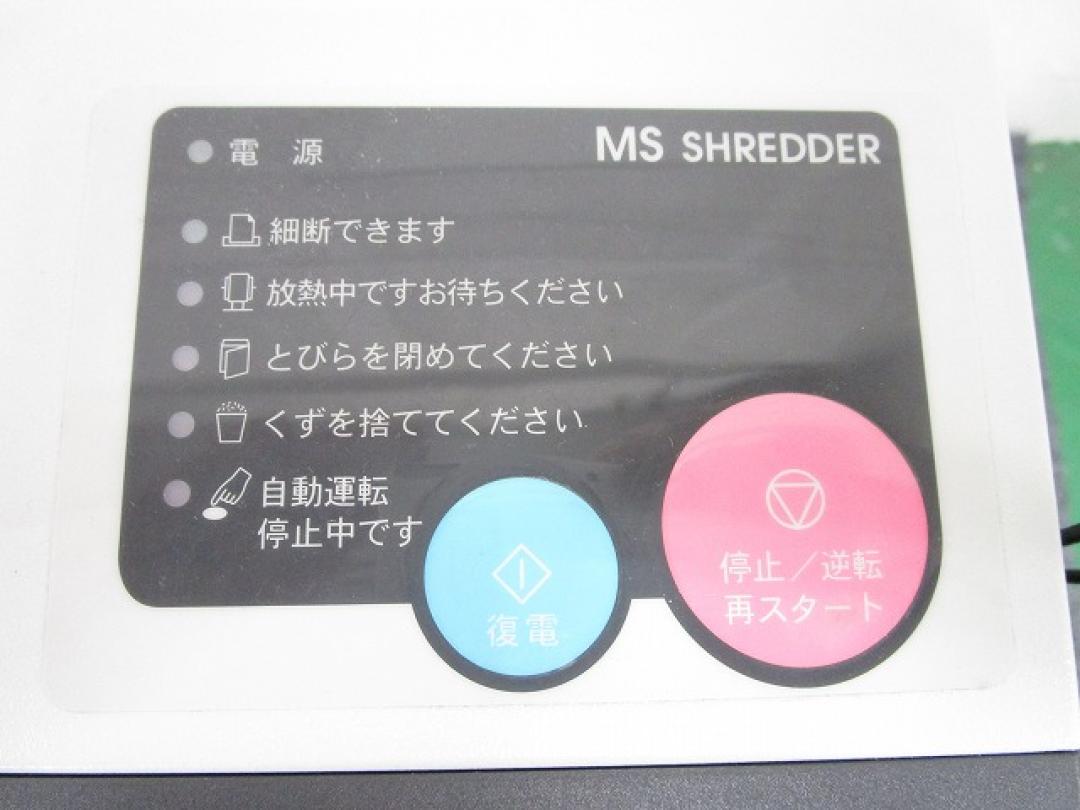 電 源
MS SHREDDER
細断できます
放熱中ですお待ちください
とびらを閉めてください
くずを捨ててください
自動運転
停止中です
復電
停止／逆転
再スタート